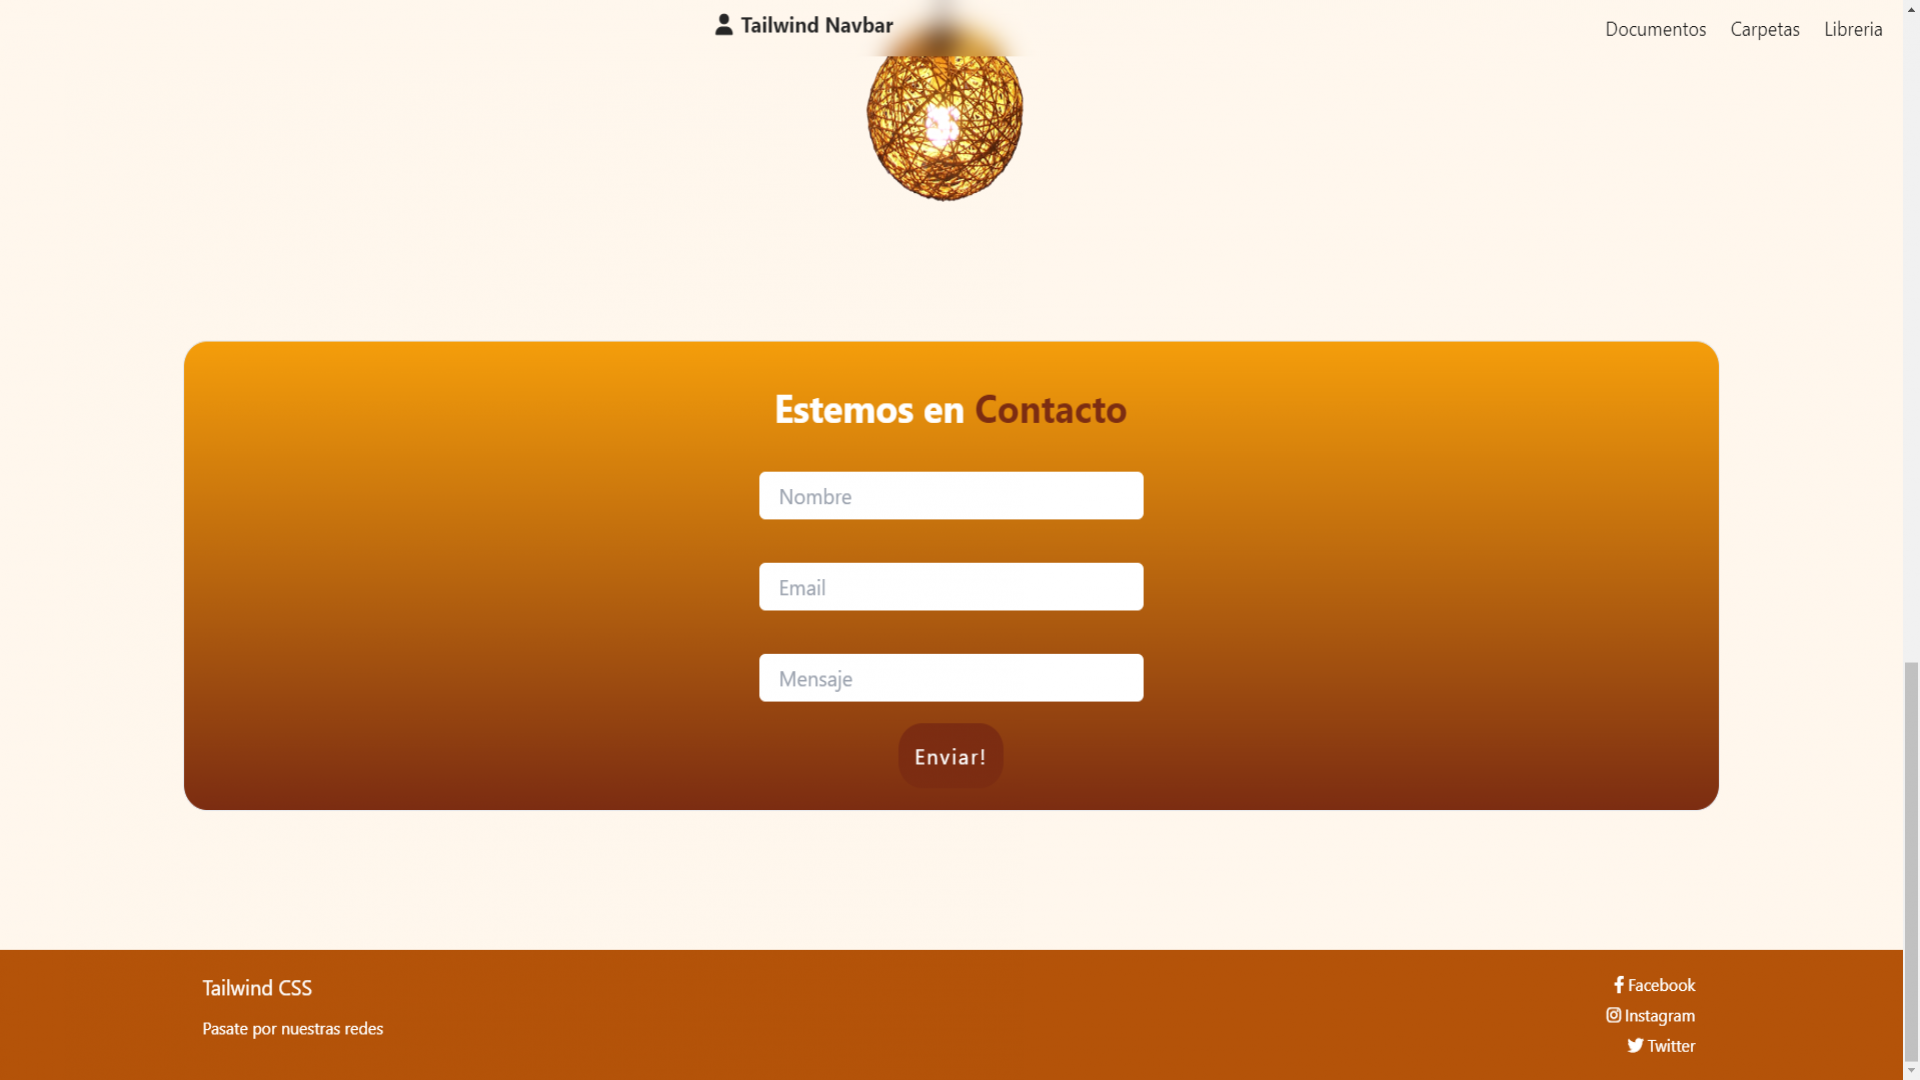 Tailwind Navbar
Documentos
Carpetas
Libreria
Estemos en Contacto
Nombre
Email
Mensaje
Enviar!
Tailwind CSS
Pasate por nuestras redes
Facebook
Instagram
Twitter